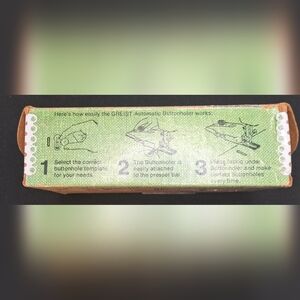 Here's how easily the GREIST Automatic Buttonholer works.
1 Select the correct
buttonhole template
for your needs.
2 The Buttonholer is
easily attached
to the presser bar.
3 Place fabric under
Buttonholer and make
perfect buttonholes
everytime.